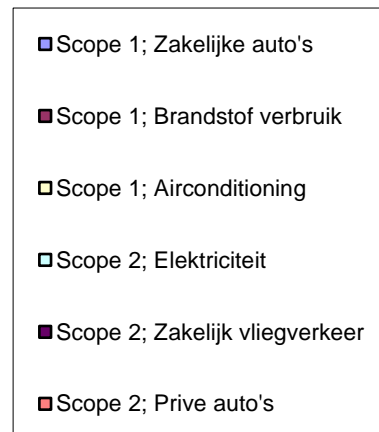 Scope 1; Zakelijke auto's
Scope 1; Brandstof verbruik
Scope 1; Airconditioning
Scope 2; Elektriciteit
Scope 2; Zakelijk vliegverkeer
Scope 2; Prive auto's